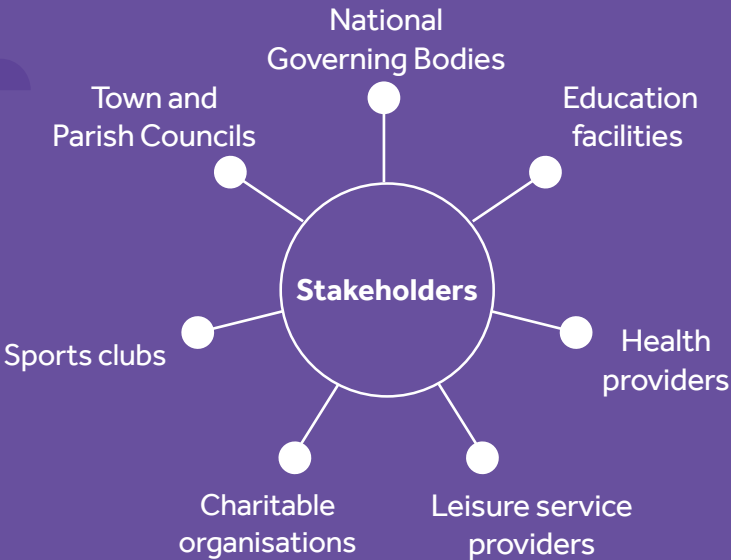 National
Governing Bodies
Town and
Parish Councils
Education
facilities
Stakeholders
Sports clubs
Health
providers
Charitable
organisations
Leisure service
providers